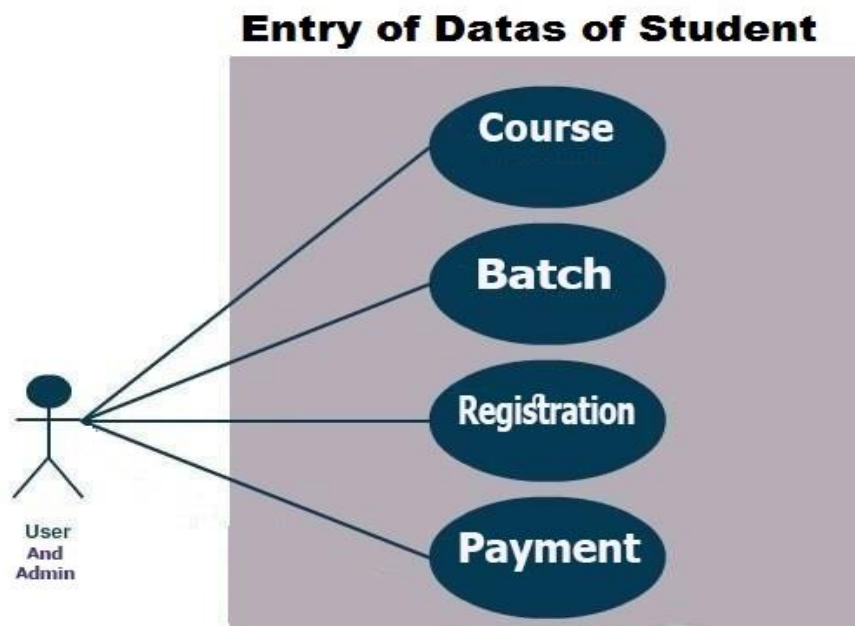 Entry of Datas of Student
Course
Batch
Registration
Payment
User
And
Admin